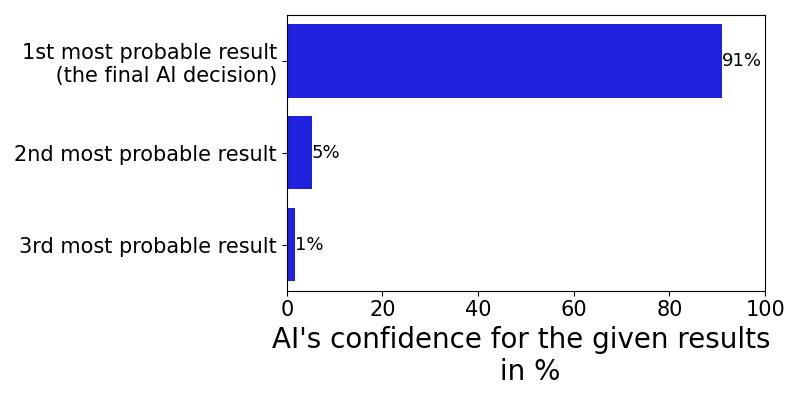 1st most probable result
(the final AI decision)
91%
2nd most probable result
5%
3rd most probable result
1%
0 20 40 60 80 100
AI's confidence for the given results
in %